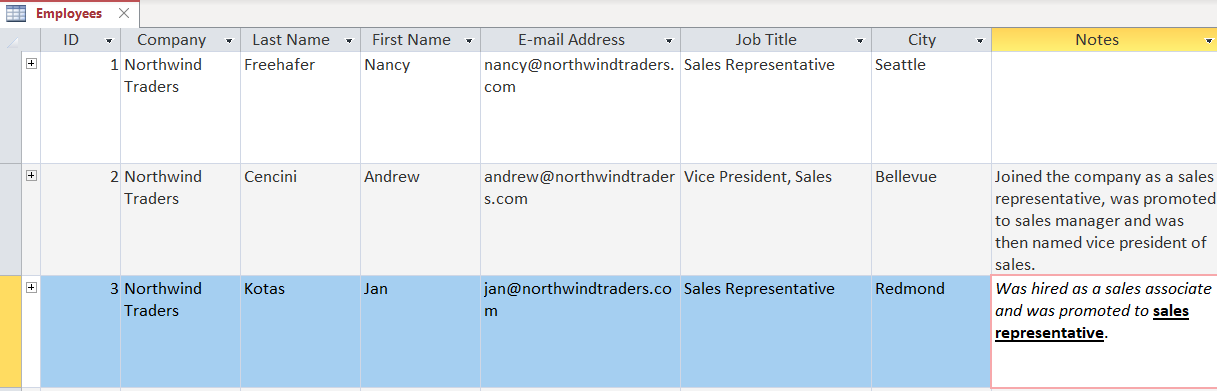 Employees
ID Company Last Name First Name E-mail Address Job Title City Notes
1 Northwind Freehafer Nancy nancy@northwindtraders. Sales Representative Seattle
Traders com
2 Northwind Cencini Andrew andrew@northwindtrader Vice President, Sales Bellevue Joined the company as a sales
Traders s.com representative, was promoted
to sales manager and was
then named vice president of
sales.
3 Northwind Kotas Jan jan@northwindtraders.co Sales Representative Redmond Was hired as a sales associate
Traders m and was promoted to sales
representative.